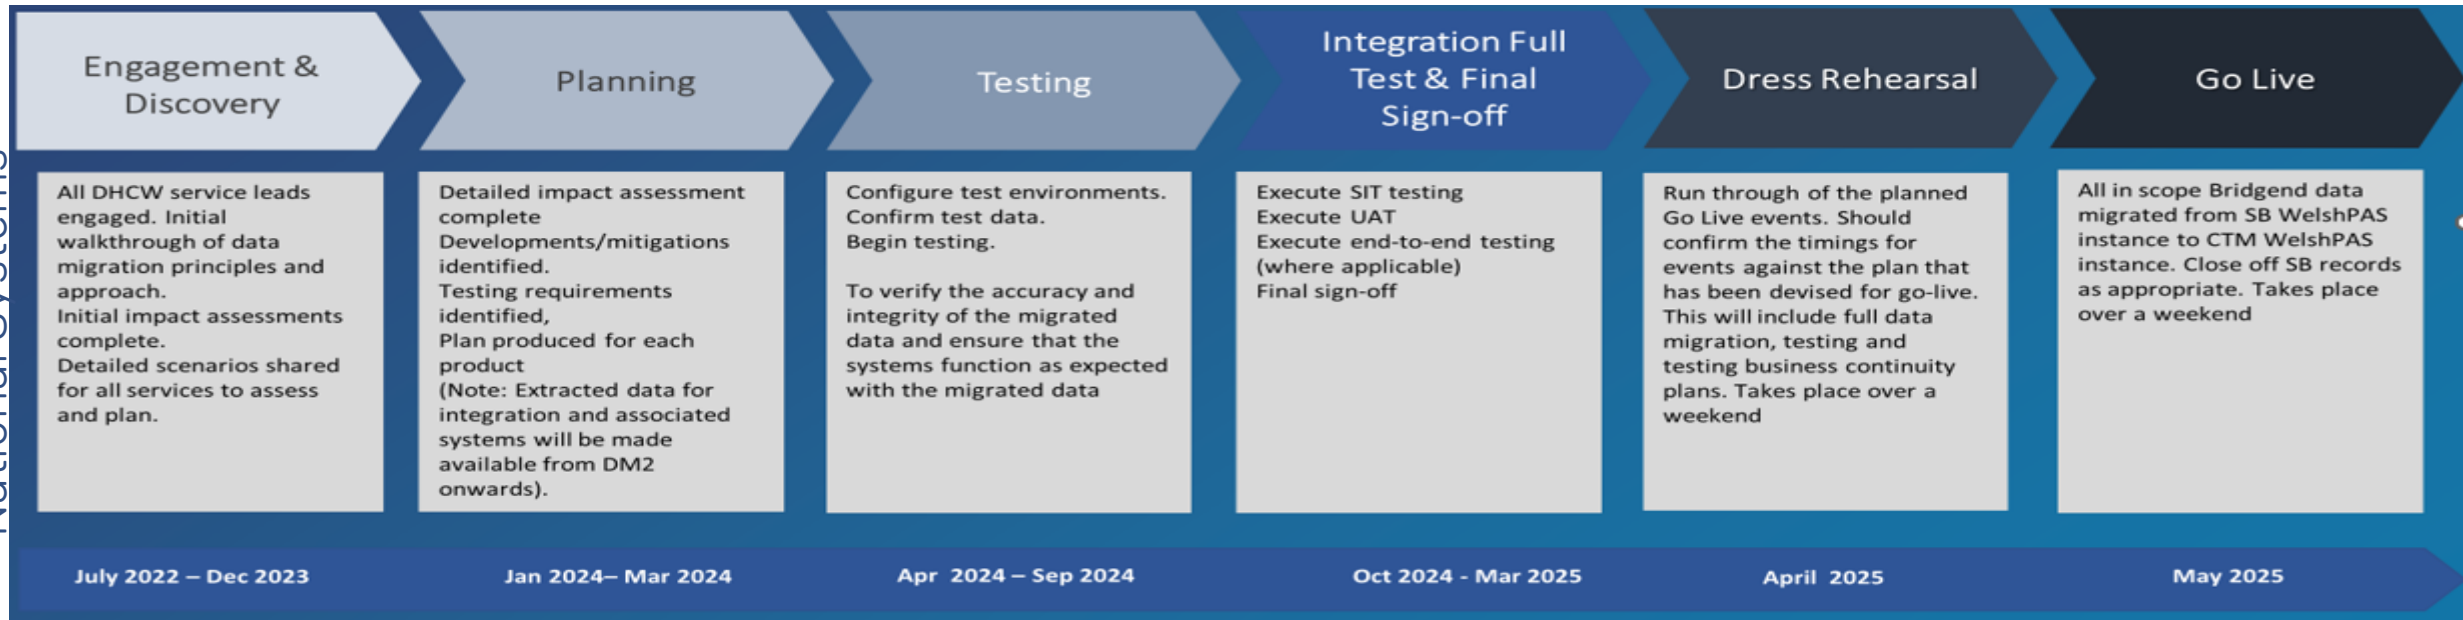 Engagement &
Discovery
Planning
Testing
Integration Full
Test & Final
Sign-off
Dress Rehearsal
Go Live
All DHCW service leads
engaged. Initial
walkthrough of data
migration principles and
approach.
Initial impact assessments
complete.
Detailed scenarios shared
for all services to assess
and plan.
Detailed impact assessment
complete
Developments/mitigations
identified.
Testing requirements
identified,
Plan produced for each
product
(Note: Extracted data for
integration and associated
systems will be made
available from DM2
onwards).
Configure test environments.
Confirm test data.
Begin testing.
To verify the accuracy and
integrity of the migrated
data and ensure that the
systems function as expected
with the migrated data
Execute SIT testing
Execute UAT
Execute end-to-end testing
(where applicable)
Final sign-off
Run through of the planned
Go Live events. Should
confirm the timings for
events against the plan that
has been devised for go-live.
This will include full data
migration, testing and
testing business continuity
plans. Takes place over a
weekend
All in scope Bridgend data
migrated from SB WelshPAS
instance to CTM WelshPAS
instance. Close off SB records
as appropriate. Takes place
over a weekend
July 2022 – Dec 2023
Jan 2024– Mar 2024
Apr  2024 – Sep 2024
Oct 2024 - Mar 2025
April  2025
May 2025